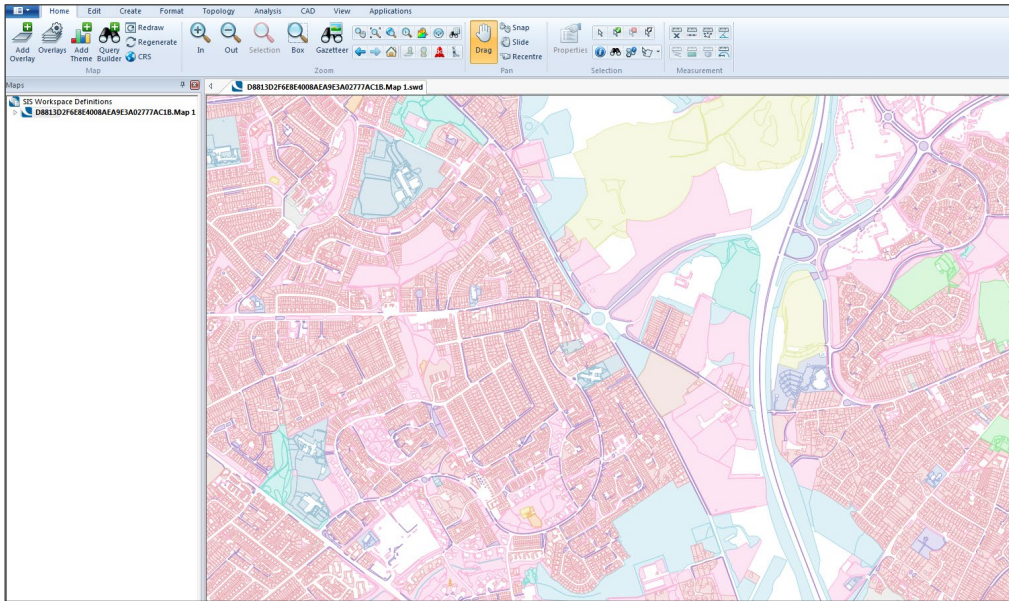 Home Edit Create Format Topology Analysis CAD View Applications
Add Overlay
Overlays
Add Theme
Query Builder
Redraw
Regenerate
CRS
Map
In
Out
Selection
Box
Gazetteer
Zoom
Drag
Snap
Slide
Recentre
Pan
Properties
Selection
Measurement
Maps
D8813D2F6E8E4008AEA9E3A02777AC1B.Map 1.swd
SIS Workspace Definitions
D8813D2F6E8E4008AEA9E3A02777AC1B.Map 1